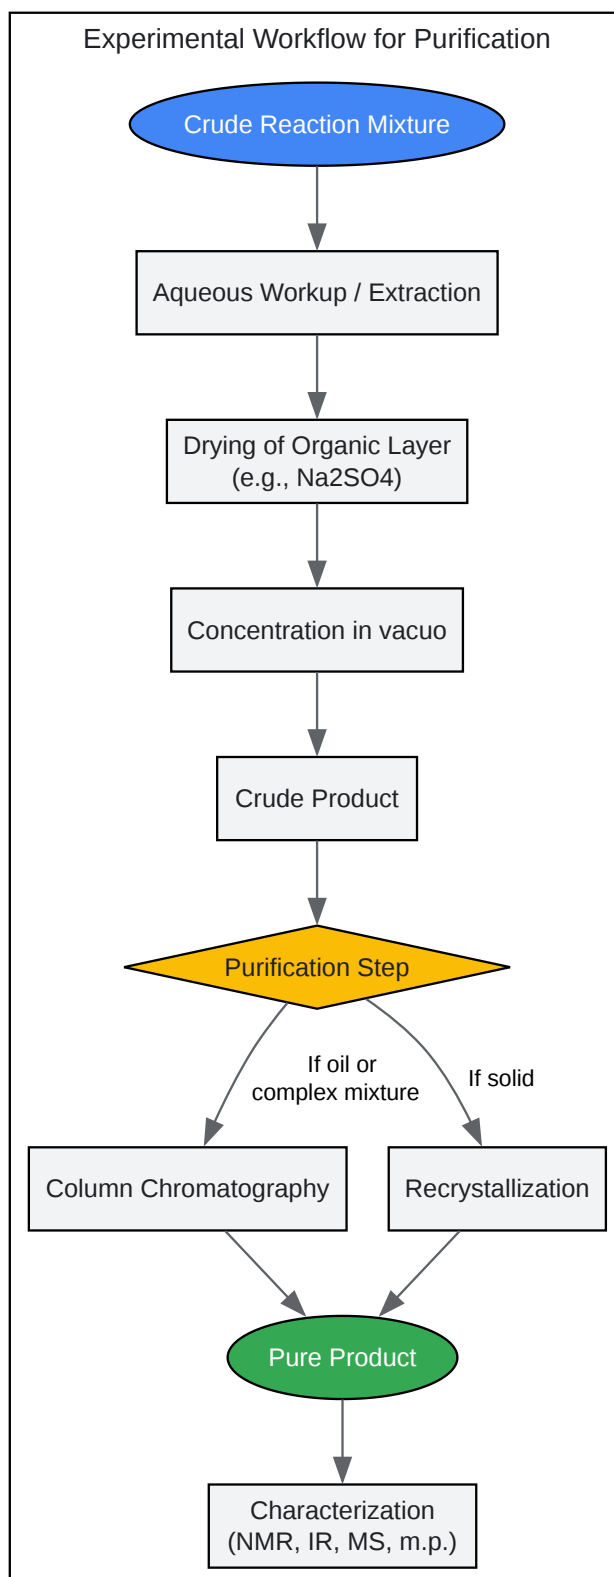 Experimental Workflow for Purification
Crude Reaction Mixture
Aqueous Workup / Extraction
Drying of Organic Layer
(e.g., Na2SO4)
Concentration in vacuo
Crude Product
Purification Step
If oil or
complex mixture
If solid
Column Chromatography
Recrystallization
Pure Product
Characterization
(NMR, IR, MS, m.p.)